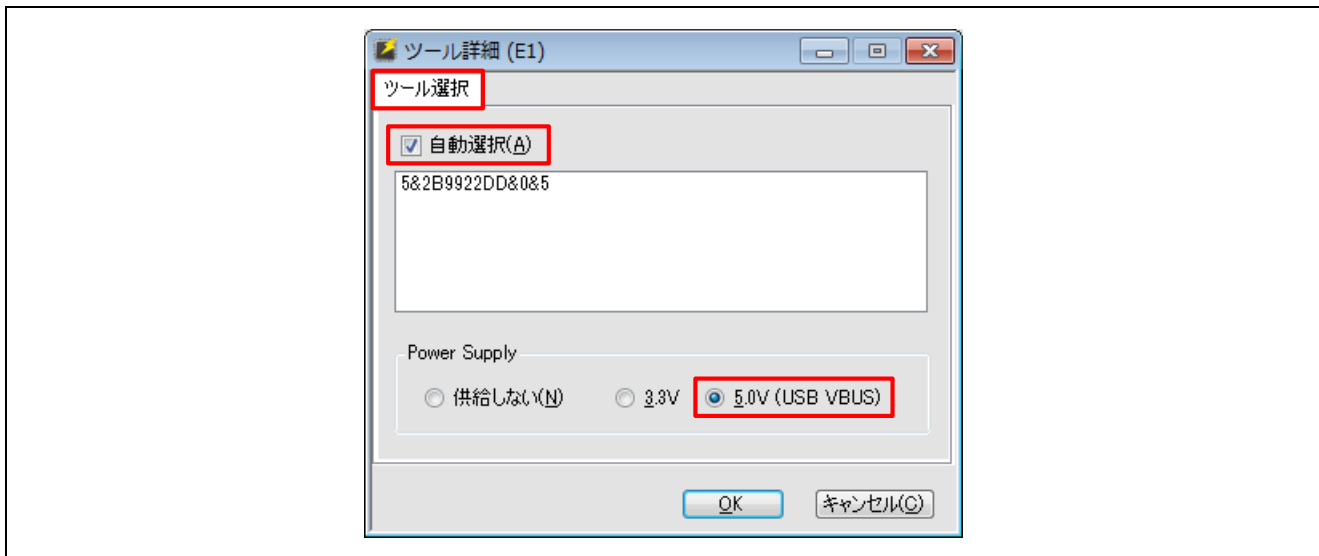 ツール詳細 (E1)
ツール選択
自動選択(A)
5&2B9922DD&0&5
Power Supply
供給しない(N) 3.3V 5.0V (USB VBUS)
OK キャンセル(C)